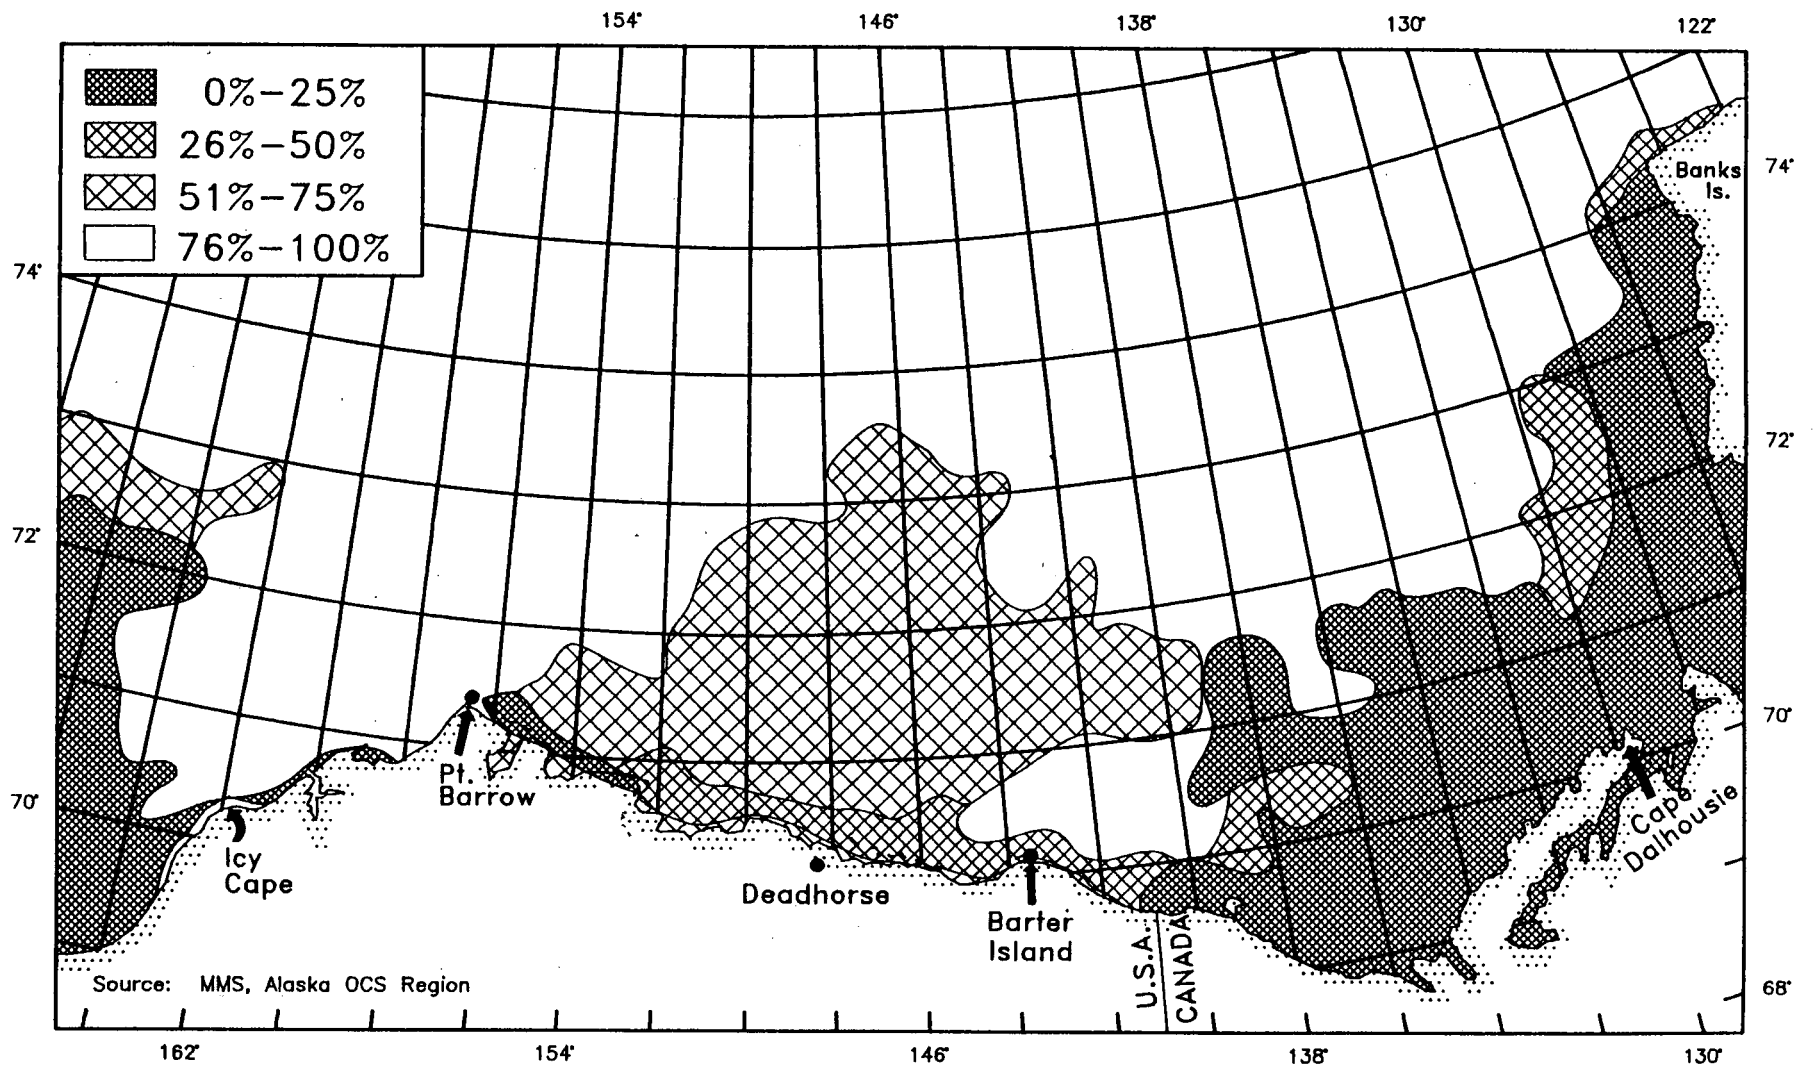 154° 146° 138° 130° 122°
0%-25%
26%-50%
51%-75%
76%-100%
Banks
Is.
74°
74°
72°
72°
70°
70°
68°
Pt.
Barrow
Icy
Cape
Deadhorse
Barter
Island
U.S.A.
CANADA
Cape
Dalhousie
Source: MMS, Alaska OCS Region
162° 154° 146° 138° 130°